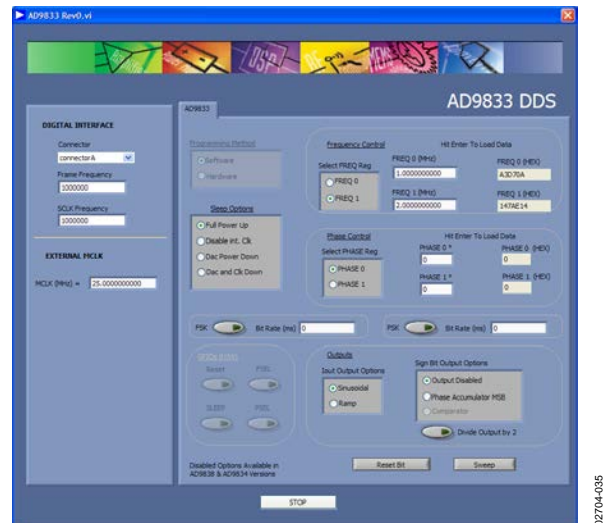 AD9833 Rev0.vi
AD9833 DDS
AD9833
DIGITAL INTERFACE
Connector
connector A
Frame Frequency
1000000
SCLK Frequency
1000000
EXTERNAL MCLK
MCLK (MHz) = 25.0000000000
Programming Method
Software
Hardware
Sleep Options
Full Power Up
Disable int. Clk
Dac Power Down
Dac and Clk Down
Frequency Control
Hit Enter To Load Data
Select FREQ Reg
FREQ 0
FREQ 1
FREQ 0 (MHz)
1.0000000000
FREQ 0 (HEX)
A3D70A
FREQ 1 (MHz)
2.0000000000
FREQ 1 (HEX)
147AE14
Phase Control
Hit Enter To Load Data
Select PHASE Reg
PHASE 0
PHASE 1
PHASE 0 °
0
PHASE 0 (HEX)
0
PHASE 1 °
0
PHASE 1 (HEX)
0
FSK
Bit Rate (ms) 0
PSK
Bit Rate (ms) 0
Reset
PSEL
SLEEP
FSEL
Outputs
Iout Output Options
Sinusoidal
Ramp
Sign Bit Output Options
Output Disabled
Phase Accumulator MSB
Comparator
Divide Output by 2
Disabled Options Available in
AD9838 & AD9834 Versions
Reset Bit
Sweep
STOP
02704-035